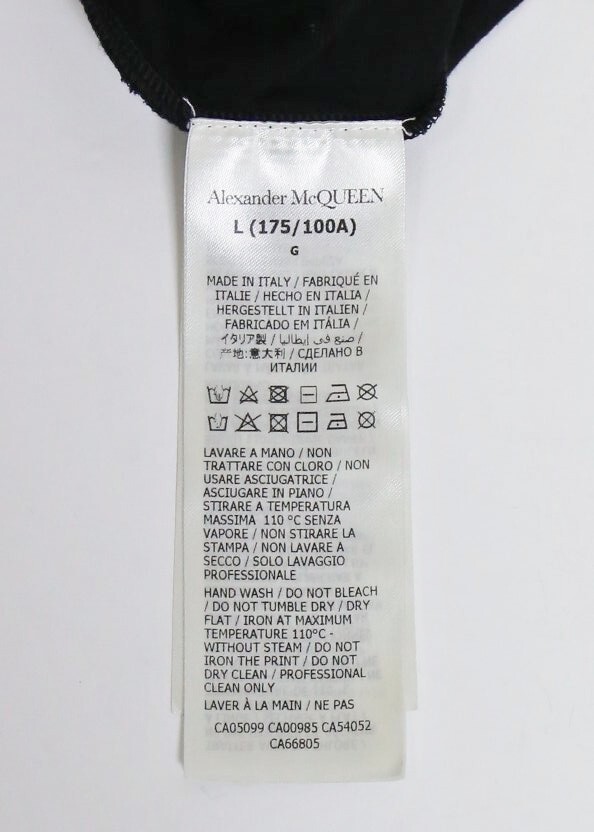 Alexander McQUEEN
L (175/100A)
G
MADE IN ITALY / FABRIQUÉ EN
ITALIE / HECHO EN ITALIA /
HERGESTELLT IN ITALIEN /
FABRICADO EM ITÁLIA /
イタリア製 / صنع في إيطاليا /
产地:意大利 / СДЕЛАНО В
ИТАЛИИ
LAVARE A MANO / NON
TRATTARE CON CLORO / NON
USARE ASCIUGATRICE /
ASCIUGARE IN PIANO /
STIRARE A TEMPERATURA
MASSIMA 110 °C SENZA
VAPORE / NON STIRARE LA
STAMPA / NON LAVARE A
SECCO / SOLO LAVAGGIO
PROFESSIONALE
HAND WASH / DO NOT BLEACH
/ DO NOT TUMBLE DRY / DRY
FLAT / IRON AT MAXIMUM
TEMPERATURE 110°C -
WITHOUT STEAM / DO NOT
IRON THE PRINT / DO NOT
DRY CLEAN / PROFESSIONAL
CLEAN ONLY
LAVER À LA MAIN / NE PAS
CA05099 CA00985 CA54052
CA66805